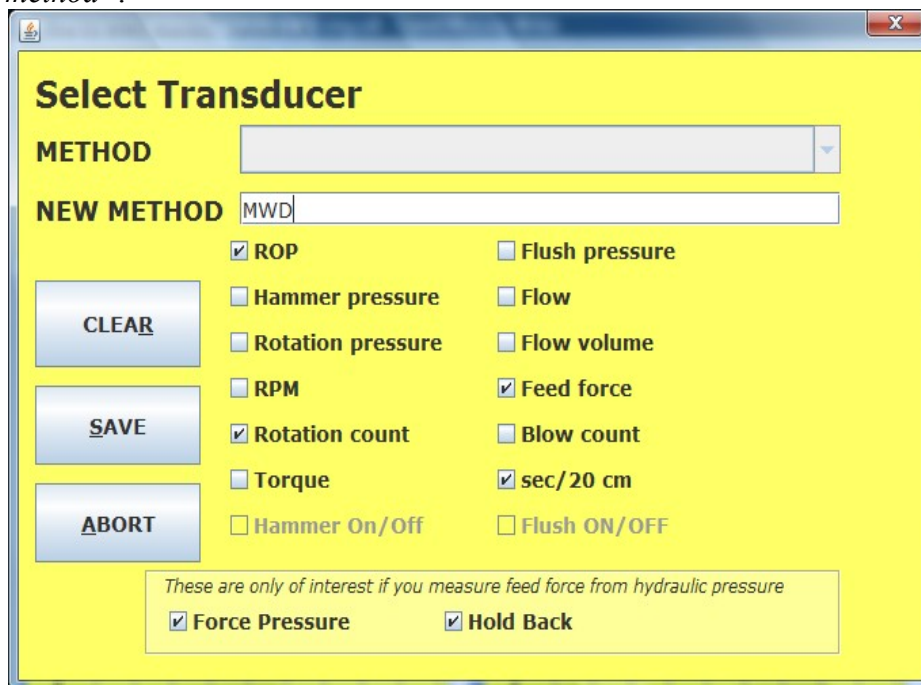 method".
Select Transducer
METHOD
NEW METHOD MWD
ROP Flush pressure
Hammer pressure Flow
CLEAR
Rotation pressure Flow volume
RPM Feed force
SAVE
Rotation count Blow count
Torque sec/20 cm
ABORT
Hammer On/Off Flush ON/OFF
These are only of interest if you measure feed force from hydraulic pressure
Force Pressure Hold Back